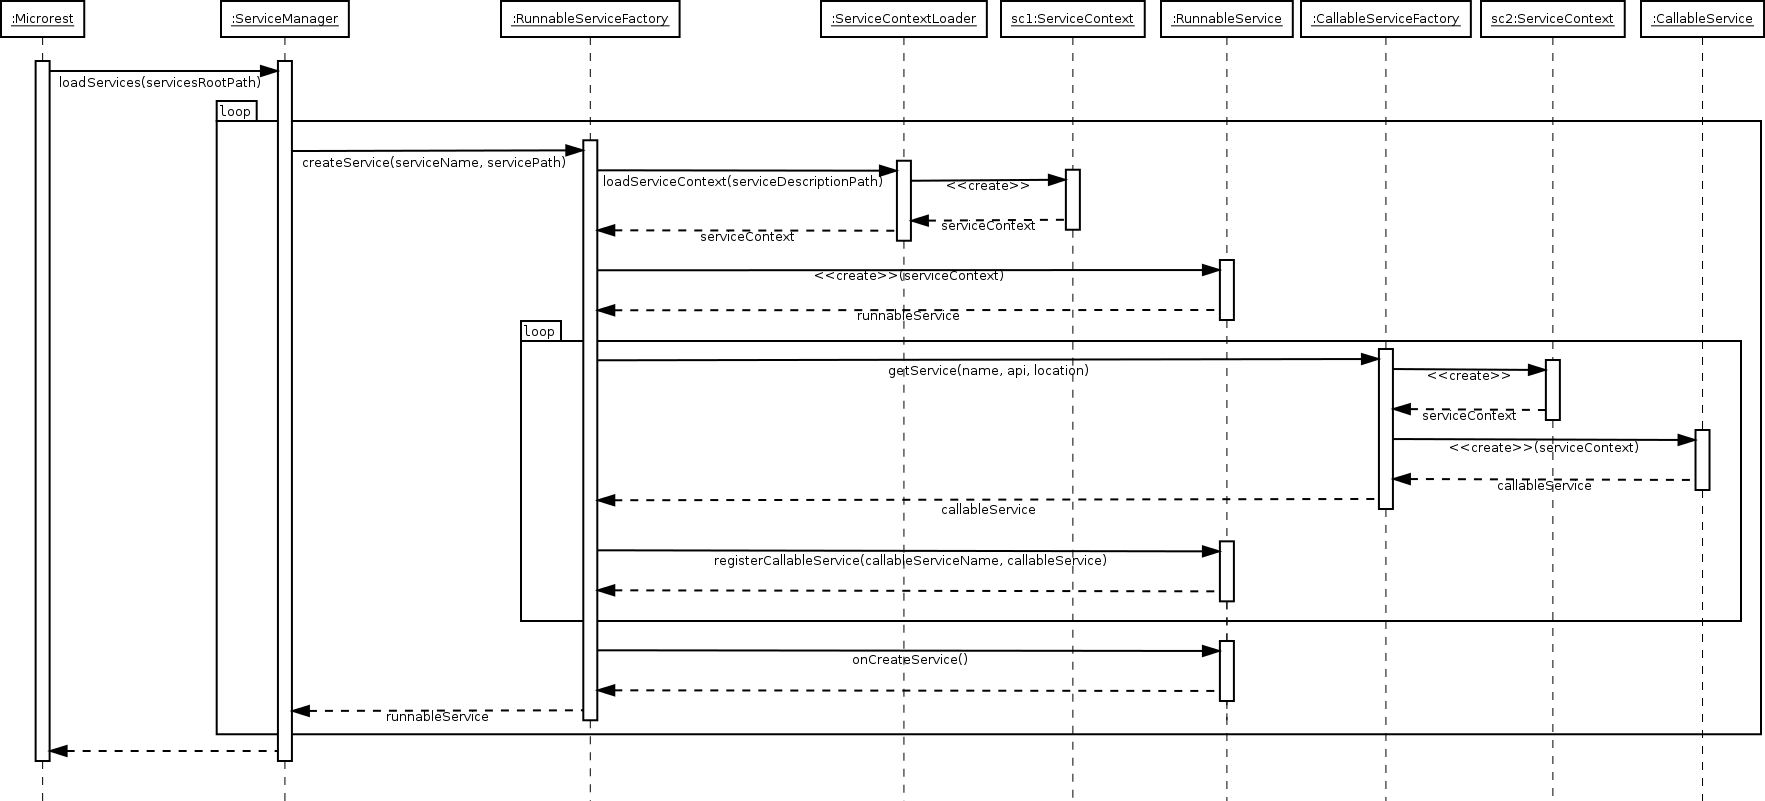 :Microrest
:ServiceManager
:RunnableServiceFactory
:ServiceContextLoader
sc1:ServiceContext
:RunnableService
:CallableServiceFactory
sc2:ServiceContext
:CallableService
loadServices(servicesRootPath)
loop
createService(serviceName, servicePath)
loadServiceContext(serviceDescriptionPath)
<<create>>
serviceContext
serviceContext
<<create>>(serviceContext)
runnableService
loop
getService(name, api, location)
<<create>>
serviceContext
<<create>>(serviceContext)
callableService
callableService
registerCallableService(callableServiceName, callableService)
onCreateService()
runnableService